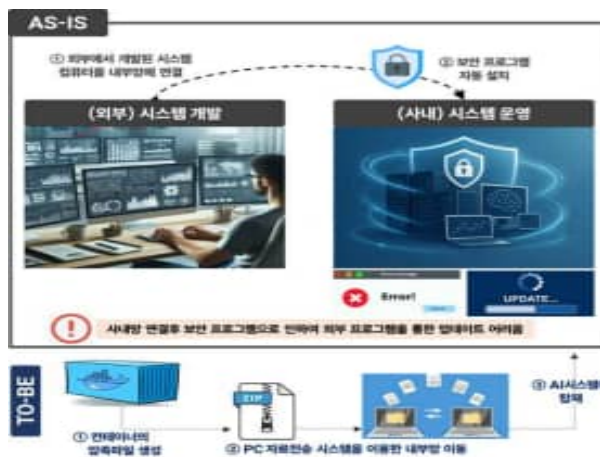 AS-IS
① 외부에서 개발된 시스템
컴퓨터를 내부망에 연결
② 보안 프로그램
자동 설치
(외부) 시스템 개발
(사내) 시스템 운영
Error!
UPDATE...
사내망 연결후 보안 프로그램으로 인하여 외부 프로그램을 통한 업데이트 어려움
TO-BE
ZIP
① 컨테이너의
압축파일 생성
② PC 자료전송 시스템을 이용한 내부망 이동
③ AI시스템
탑재